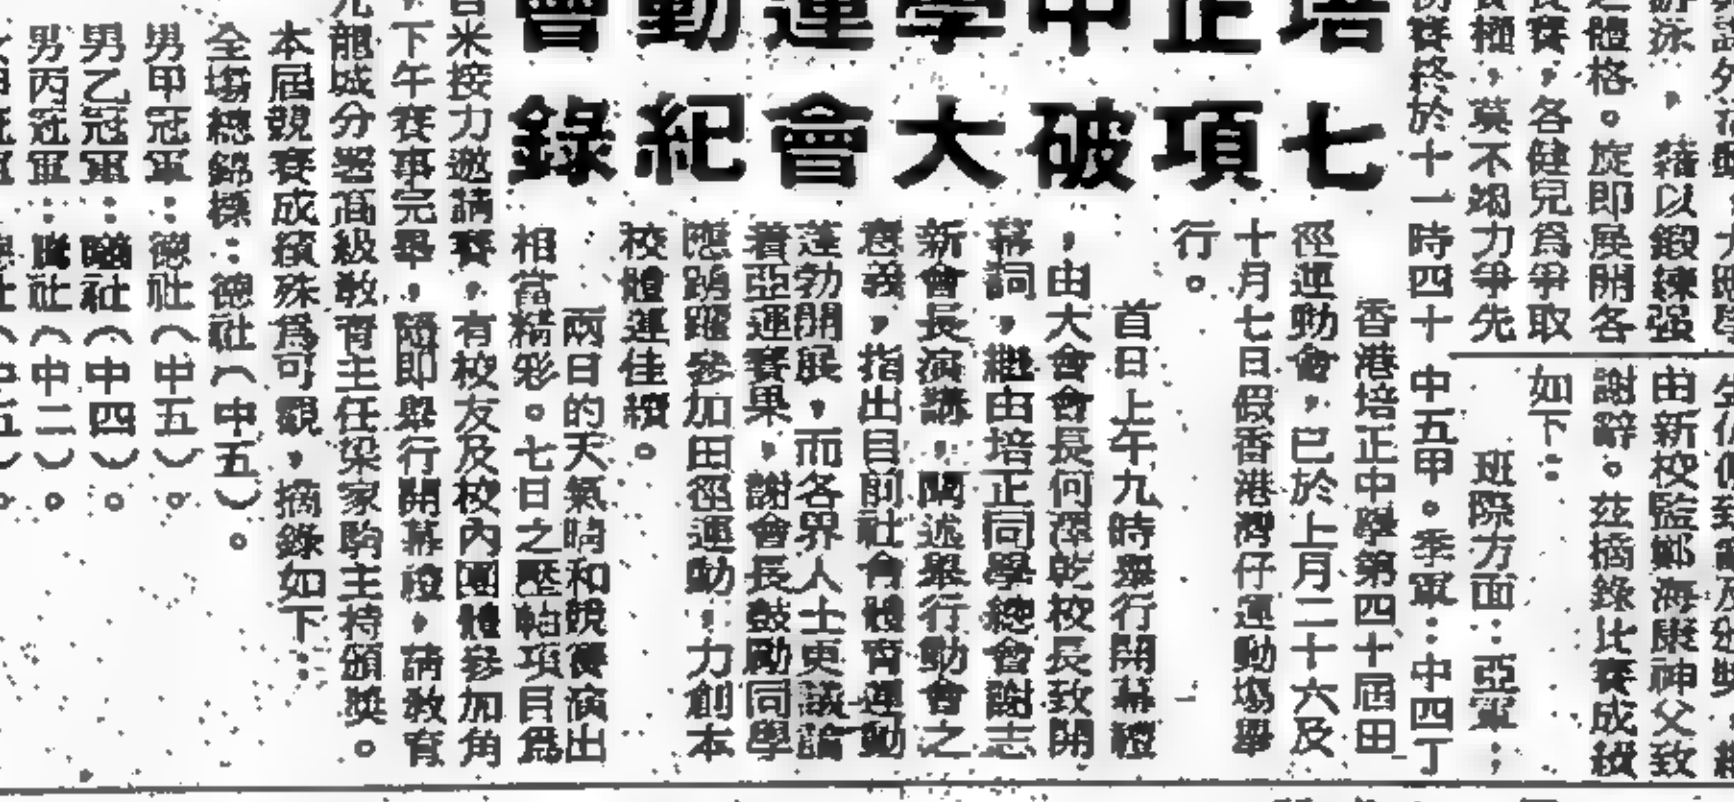 培正中學運動會
七項破大會紀錄
香港培正中學第四十屆田
徑運動會，已於上月二十六及
十月七日假香港灣仔運動場舉
行。
首日上午九時舉行開幕禮
，由大會會長何 乾校長致開
幕詞，繼由培正同學總會謝志
新會長演講，闡述舉行動會之
意義，指出目前社會體育運動
蓬勃開展，而各界人士更議論
着亞運賽果，謝會長鼓勵同學
應踴躍參加田徑運動，力創本
校體運佳績。
兩日的天氣晴和競賽演出
相當精彩。七日之壓軸項目爲
米接力邀請賽，有校友及校內團體參加角
，下午賽事完畢，隨即舉行開幕禮，請教育
龍城分署高級教育主任梁家駒主持頒獎。
本屆競賽成績殊爲可觀，摘錄如下：
全場總錦標：德社（中五）。
男甲冠軍：德社（中五）。
男乙冠軍： 社（中四）。
男丙冠軍： 社（中二）。
游泳，藉以鍛練强
之體格。旋即展開各
賽，各健兒爲爭取
，莫不竭力爭先
賽終於十一時四十
由新校監鄭海康神父致
謝辭。茲摘錄比賽成績
如下：
班際方面：亞軍；
中五甲。季軍：中四丁